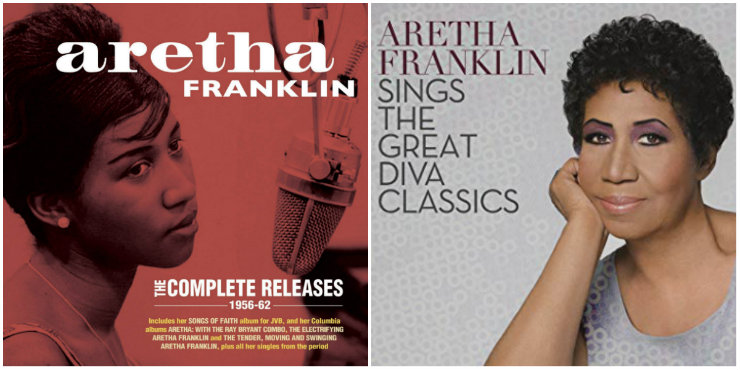 aretha
FRANKLIN
THE COMPLETE RELEASES
1956-62
Includes her SONGS OF FAITH album for JVB, and her Columbia
albums ARETHA: WITH THE RAY BRYANT COMBO, THE ELECTRIFYING
ARETHA FRANKLIN and THE TENDER, MOVING AND SWINGING
ARETHA FRANKLIN, plus all her singles from the period
ARETHA
FRANKLIN
SINGS
THE
GREAT
DIVA
CLASSICS